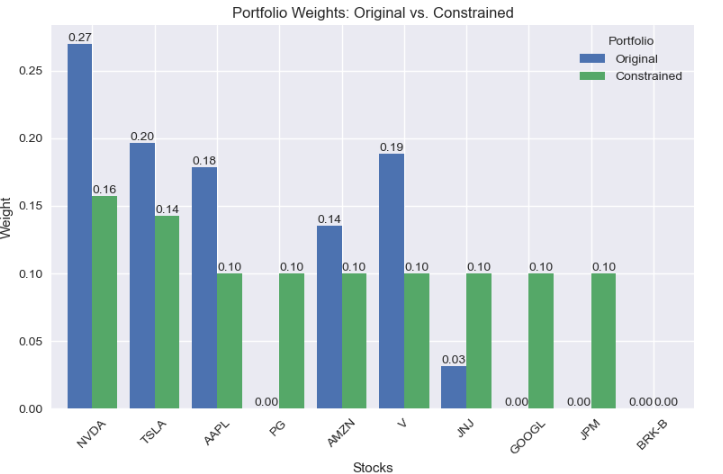 Portfolio Weights: Original vs. Constrained
Portfolio
Original
Constrained
Weight
0.25
0.20
0.15
0.10
0.05
0.00
0.27
0.16
0.20
0.14
0.18
0.10
0.00
0.10
0.14
0.10
0.19
0.10
0.03
0.10
0.00
0.10
0.00
0.10
0.00
0.00
NVDA
TSLA
AAPL
PG
AMZN
V
JNJ
GOOGL
JPM
BRK-B
Stocks